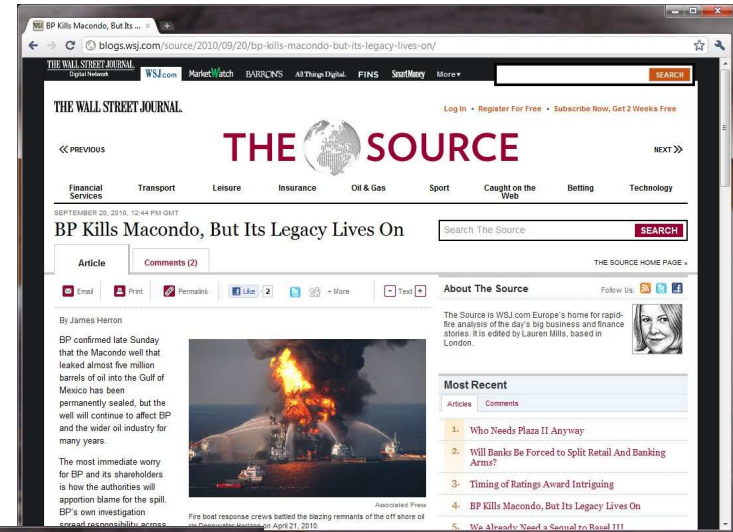 BP Kills Macondo, But Its ...
blogs.wsj.com/source/2010/09/20/bp-kills-macondo-but-its-legacy-lives-on/
THE WALL STREET JOURNAL.
Digital Network
WSJ.com MarketWatch BARRON'S All Things Digital. FINS SmartMoney More
SEARCH
THE WALL STREET JOURNAL.
Log In • Register For Free • Subscribe Now, Get 2 Weeks Free
PREVIOUS
THE SOURCE
NEXT
Financial Services
Transport
Leisure
Insurance
Oil & Gas
Sport
Caught on the Web
Betting
Technology
SEPTEMBER 20, 2010, 12:44 PM GMT
BP Kills Macondo, But Its Legacy Lives On
Search The Source SEARCH
Article Comments (2)
THE SOURCE HOME PAGE »
Email Print Permalink Like 2 + More - Text +
By James Herron
BP confirmed late Sunday
that the Macondo well that
leaked almost five million
barrels of oil into the Gulf of
Mexico has been
permanently sealed, but the
well will continue to affect BP
and the wider oil industry for
many years.
The most immediate worry
for BP and its shareholders
is how the authorities will
apportion blame for the spill.
BP's own investigation
spread responsibility across
Associated Press
Fire boat response crews battled the blazing remnants of the off shore oil
rig Deepwater Horizon on April 21, 2010.
About The Source
Follow Us:
The Source is WSJ.com Europe's home for rapid-
fire analysis of the day's big business and finance
stories. It is edited by Lauren Mills, based in
London.
Most Recent
Articles Comments
1. Who Needs Plaza II Anyway
2. Will Banks Be Forced to Split Retail And Banking
Arms?
3. Timing of Ratings Award Intriguing
4. BP Kills Macondo, But Its Legacy Lives On
5. We Already Need a Sequel to Basel III